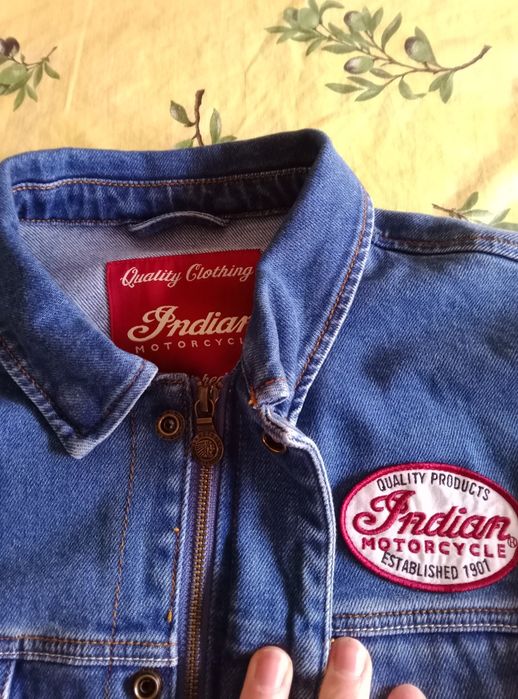 Quality Clothing
Indian
MOTORCYCLE
QUALITY PRODUCTS
Indian®
MOTORCYCLE
ESTABLISHED 1901